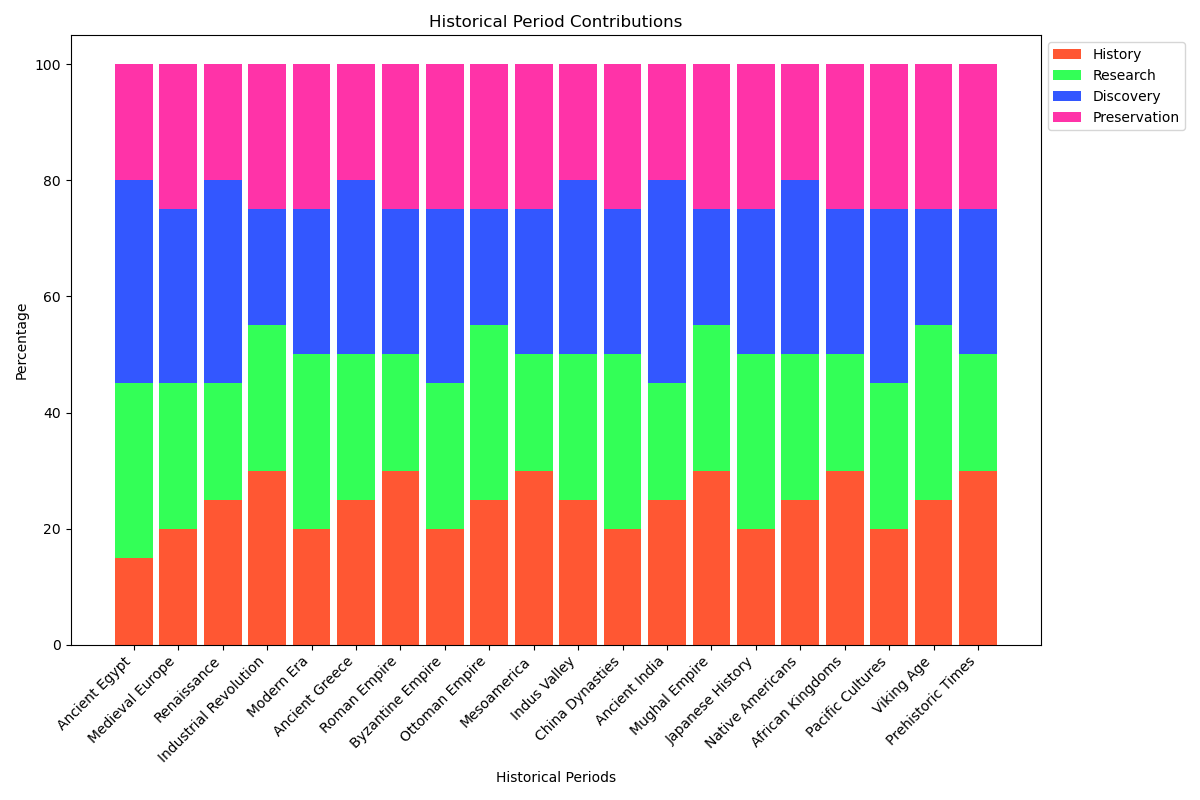 Historical Period Contributions
History
Research
Discovery
Preservation
Percentage
100
80
60
40
20
0
Ancient Egypt
Medieval Europe
Renaissance
Industrial Revolution
Modern Era
Ancient Greece
Roman Empire
Byzantine Empire
Ottoman Empire
Mesoamerica
Indus Valley
China Dynasties
Ancient India
Mughal Empire
Japanese History
Native Americans
African Kingdoms
Pacific Cultures
Viking Age
Prehistoric Times
Historical Periods